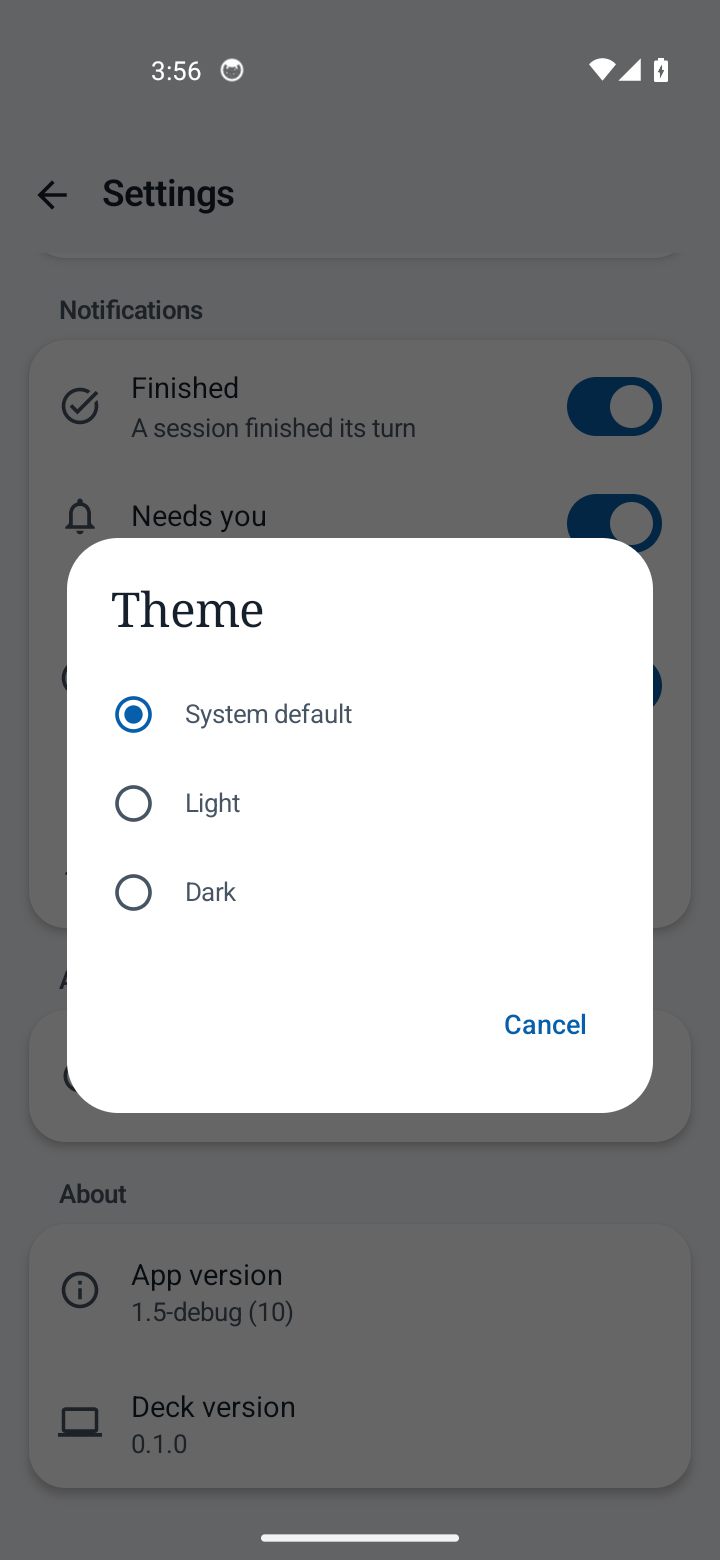 3:56
Settings
Notifications
Finished
A session finished its turn
Needs you
Theme
System default
Light
Dark
Cancel
About
App version
1.5-debug (10)
Deck version
0.1.0